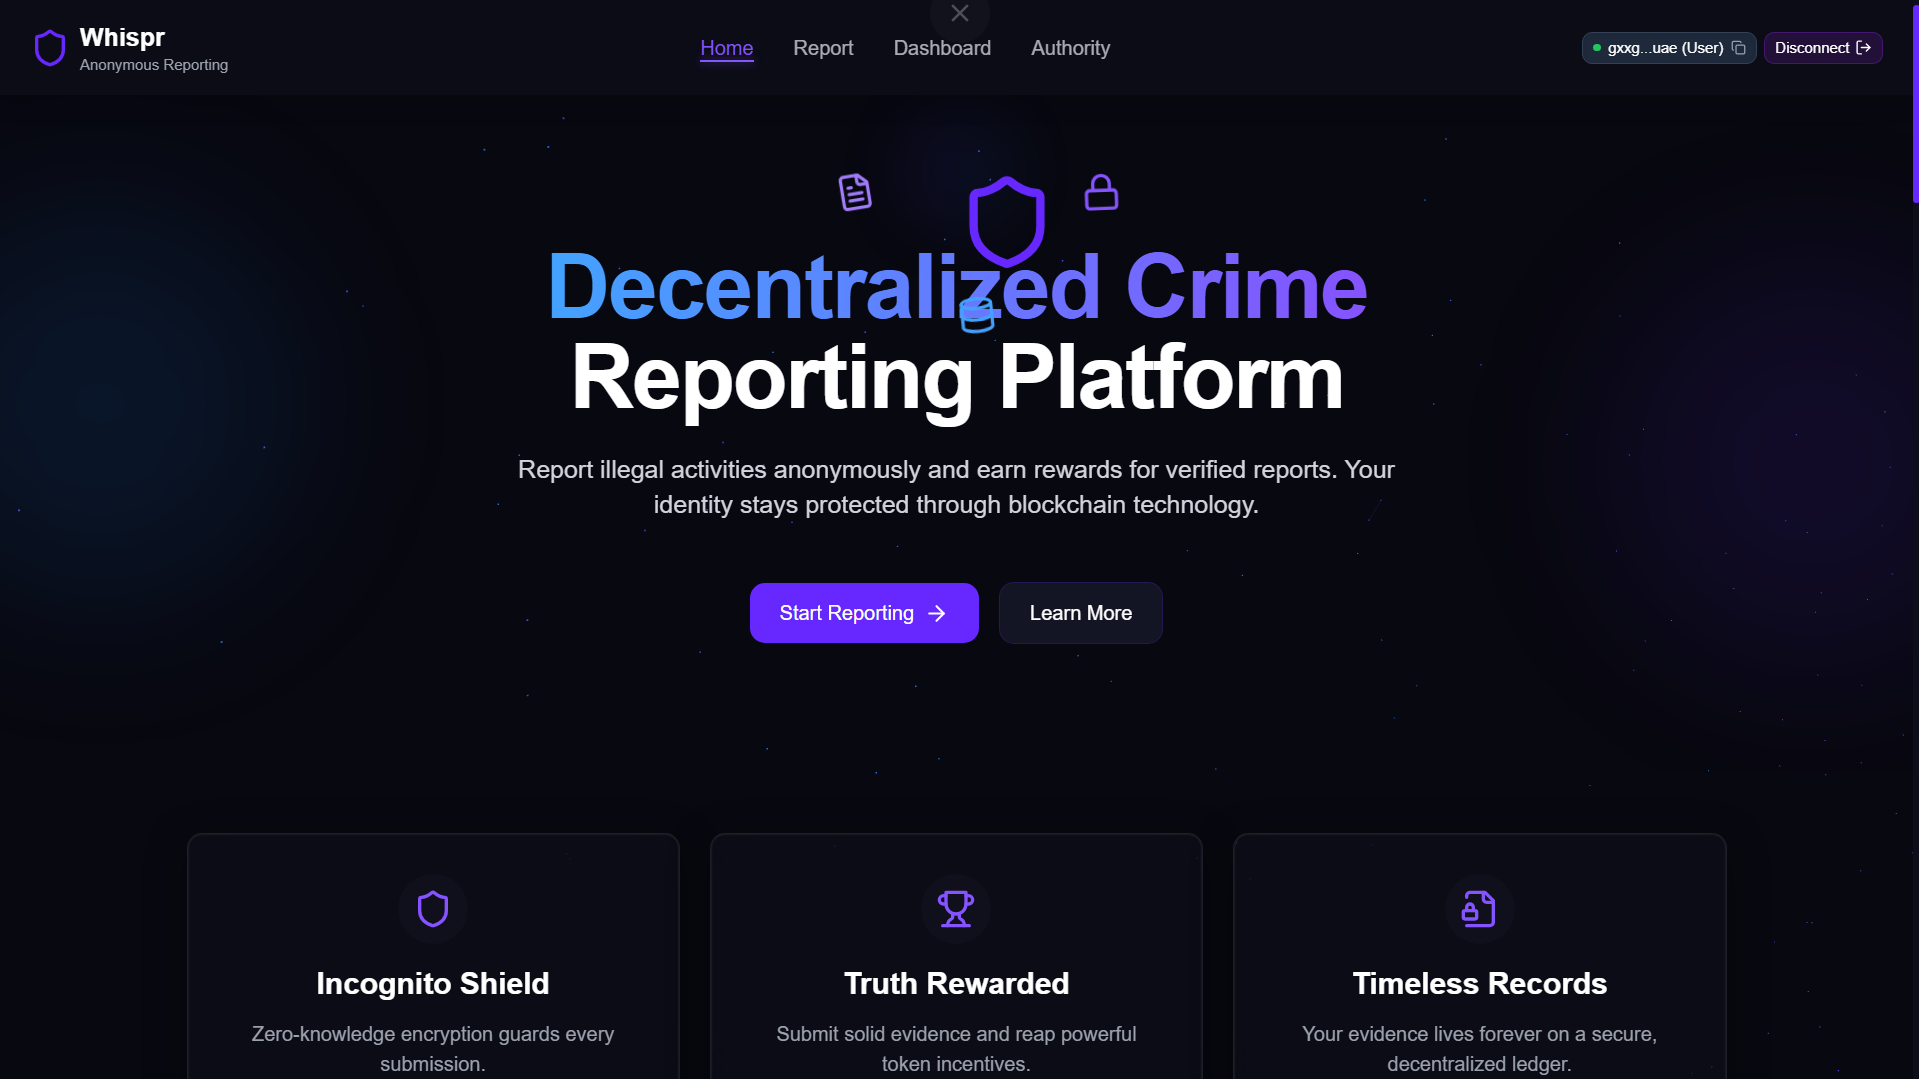 Whispr
Anonymous Reporting
Home
Report
Dashboard
Authority
gxxg...uae (User)
Disconnect
Decentralized Crime
Reporting Platform
Report illegal activities anonymously and earn rewards for verified reports. Your
identity stays protected through blockchain technology.
Start Reporting
Learn More
Incognito Shield
Zero-knowledge encryption guards every
submission.
Truth Rewarded
Submit solid evidence and reap powerful
token incentives.
Timeless Records
Your evidence lives forever on a secure,
decentralized ledger.